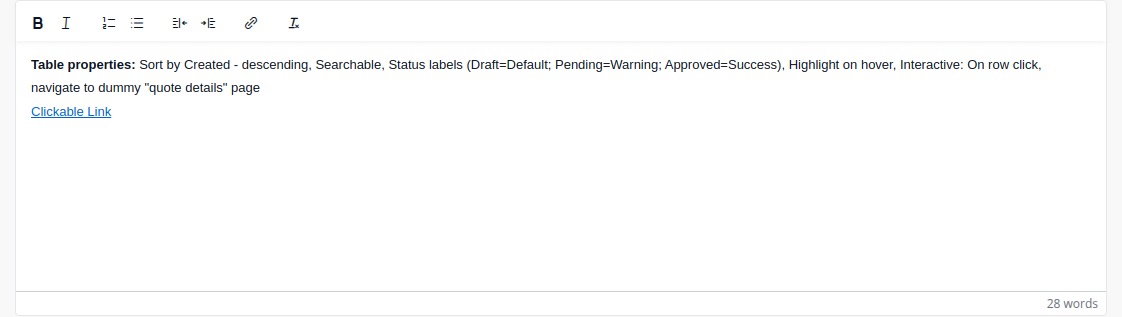 Table properties: Sort by Created - descending, Searchable, Status labels (Draft=Default; Pending=Warning; Approved=Success), Highlight on hover, Interactive: On row click,
navigate to dummy "quote details" page
Clickable Link
28 words